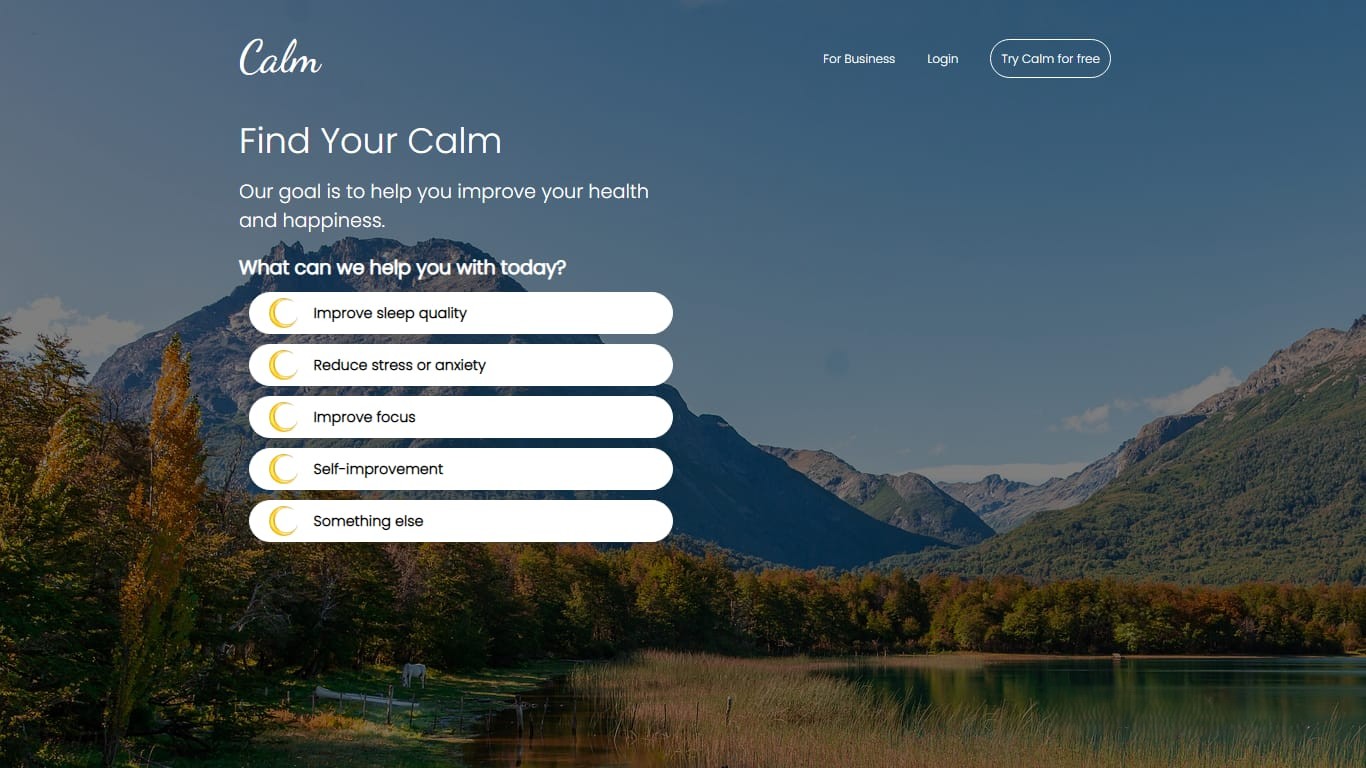 Calm
For Business
Login
Try Calm for free
Find Your Calm
Our goal is to help you improve your health
and happiness.
What can we help you with today?
Improve sleep quality
Reduce stress or anxiety
Improve focus
Self-improvement
Something else